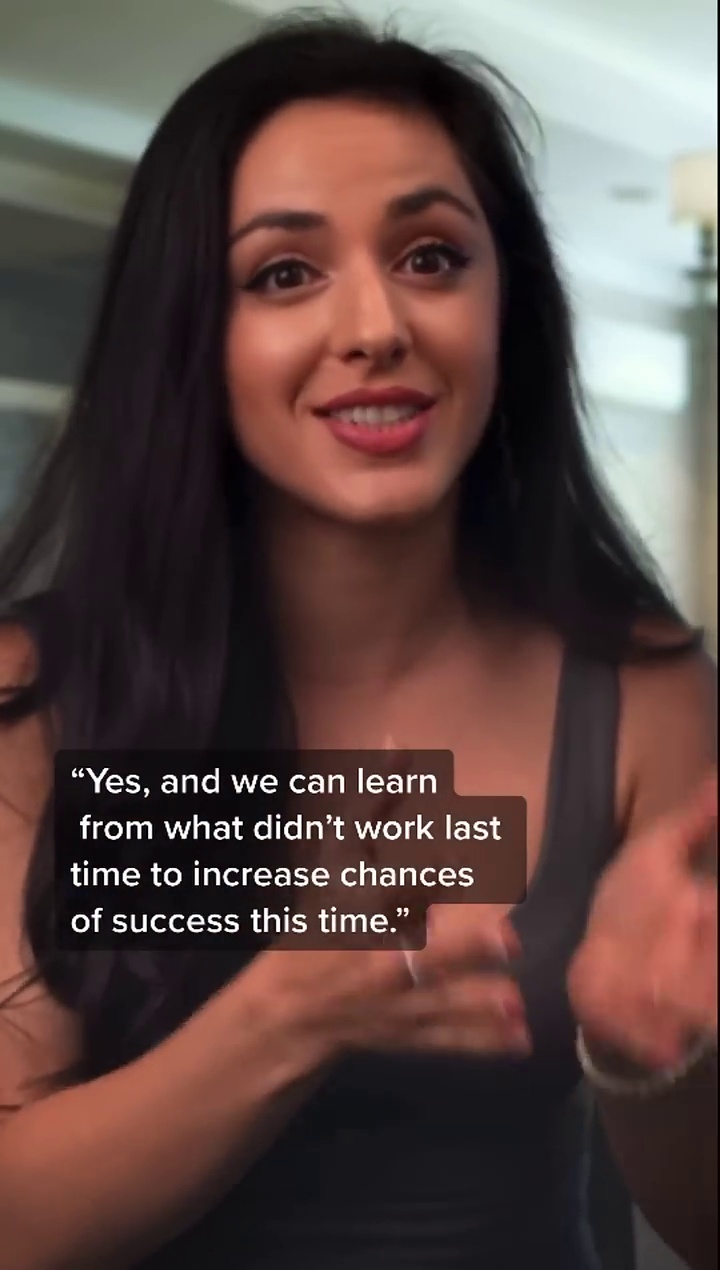 “Yes, and we can learn
from what didn’t work last
time to increase chances
of success this time.”